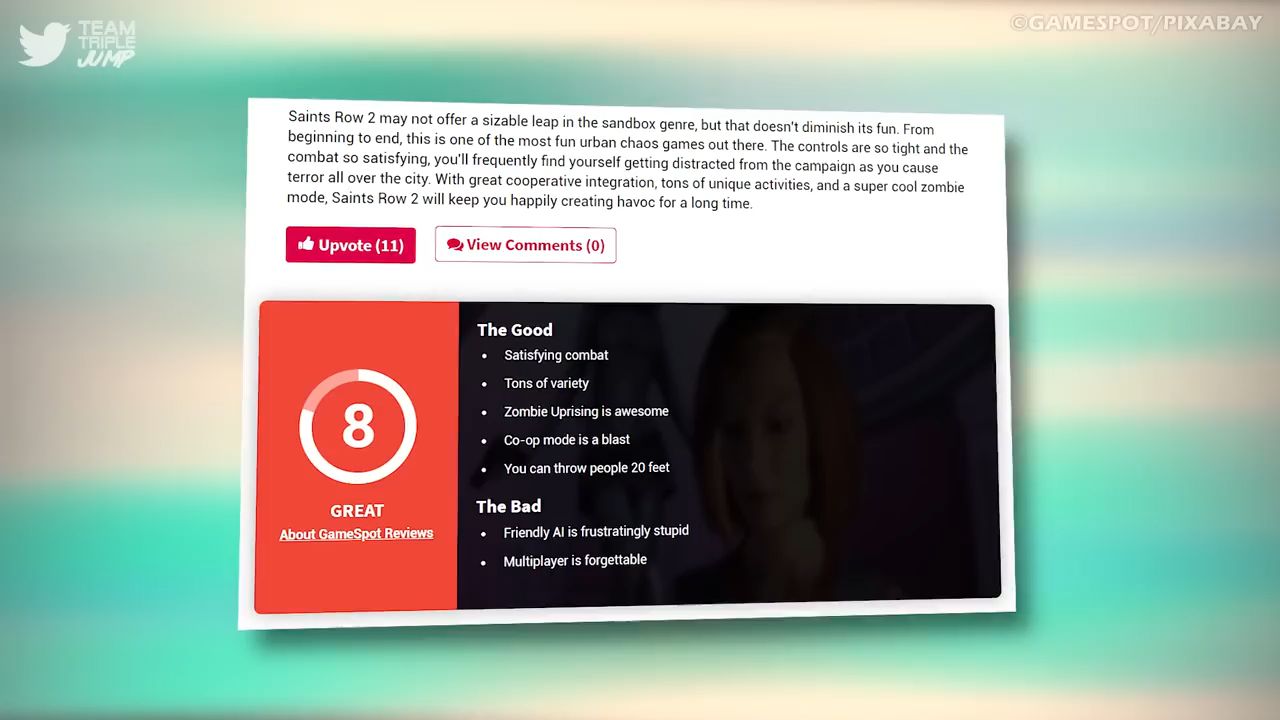 TEAM
TRIPLE
JUMP
©GAMESPOT/PIXABAY
Saints Row 2 may not offer a sizable leap in the sandbox genre, but that doesn't diminish its fun. From
beginning to end, this is one of the most fun urban chaos games out there. The controls are so tight and the
combat so satisfying, you'll frequently find yourself getting distracted from the campaign as you cause
terror all over the city. With great cooperative integration, tons of unique activities, and a super cool zombie
mode, Saints Row 2 will keep you happily creating havoc for a long time.
Upvote (11)
View Comments (0)
8
GREAT
About GameSpot Reviews
The Good
• Satisfying combat
• Tons of variety
• Zombie Uprising is awesome
• Co-op mode is a blast
• You can throw people 20 feet
The Bad
• Friendly AI is frustratingly stupid
• Multiplayer is forgettable